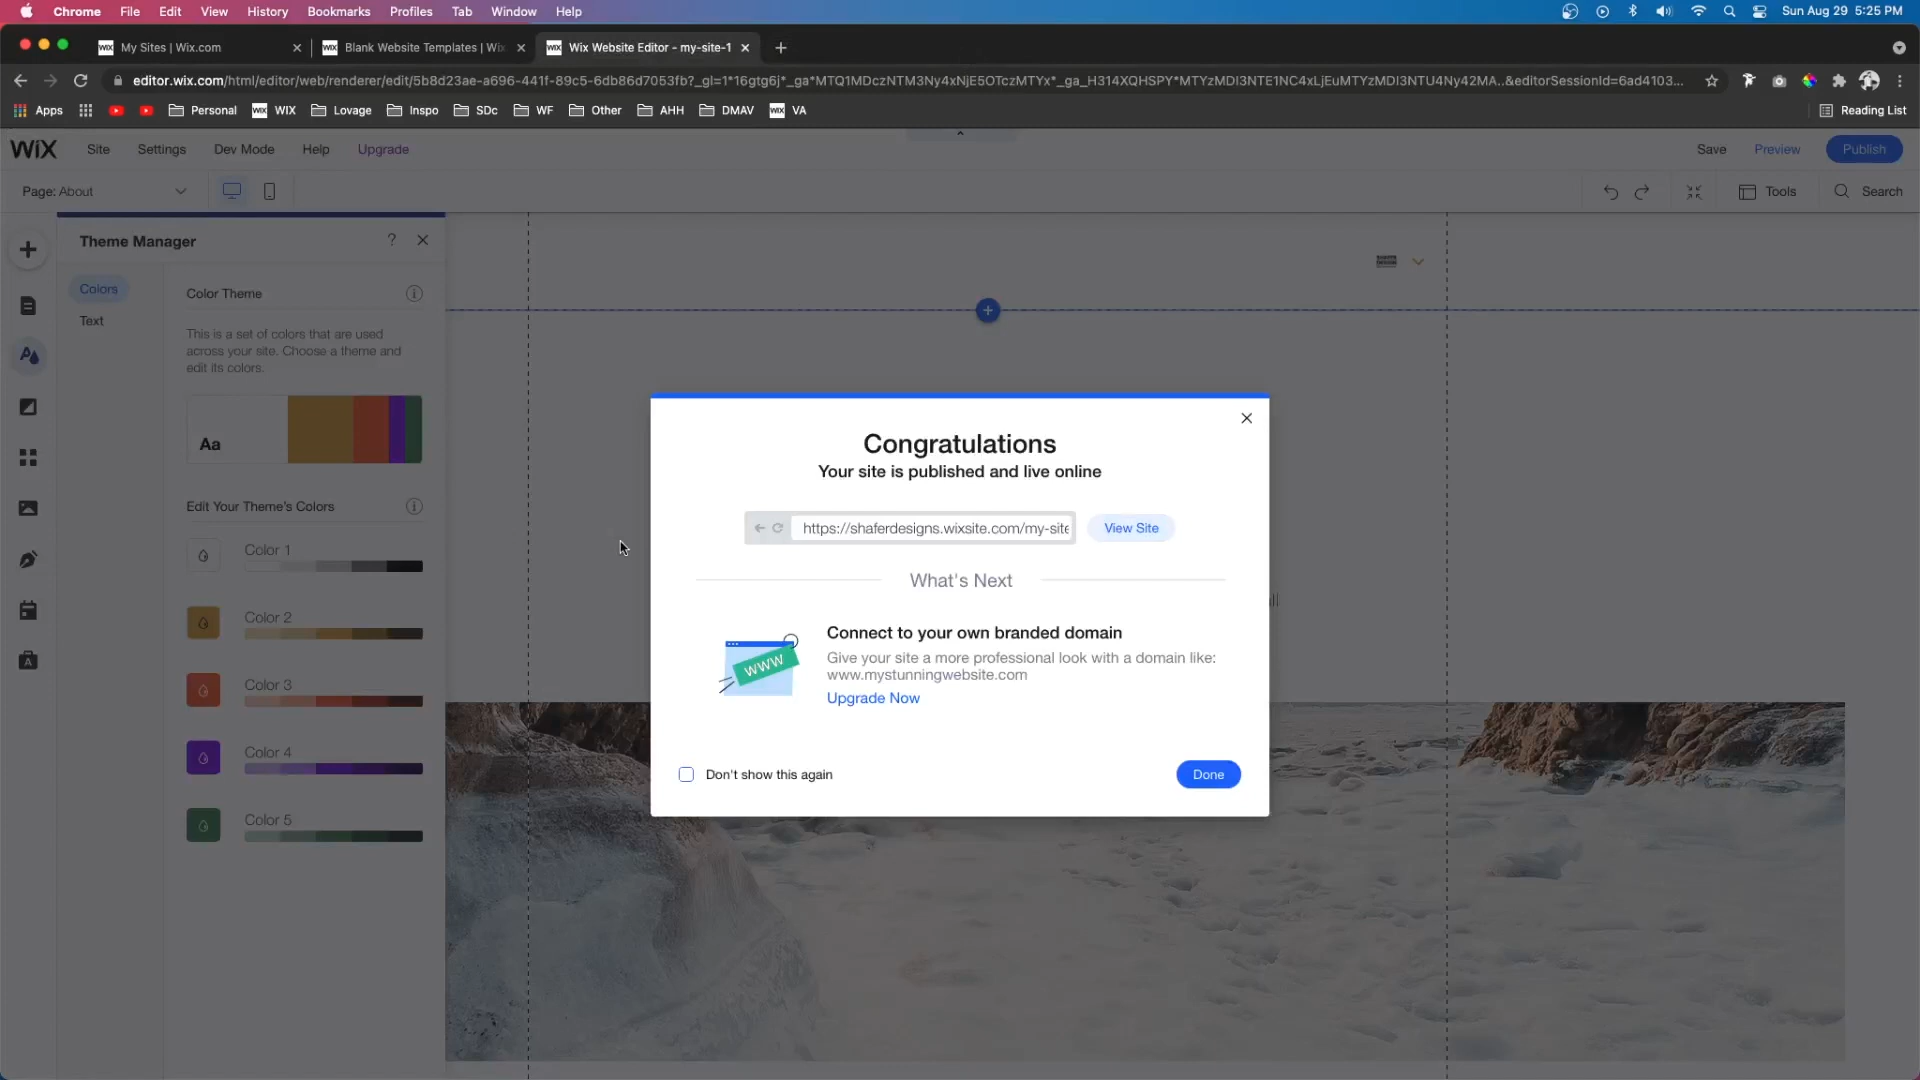 Chrome File Edit View History Bookmarks Profiles Tab Window Help Sun Aug 29 5:25 PM
WIX My Sites | Wix.com WIX Blank Website Templates | Wix WIX Wix Website Editor - my-site-1
editor.wix.com/html/editor/web/renderer/edit/5b8d23ae-a696-441f-89c5-6db86d7053fb?_gl=1*16gtg6j*_ga*MTQ1MDczNTM3Ny4xNjE5OTczMTYx*_ga_H314XQHSPY*MTYzMDI3NTE1NC4xLjEuMTYzMDI3NTU4Ny42MA..&editorSessionId=6ad4103...
Apps Personal WIX WIX Lovage Inspo SDc WF Other AHH DMAV WIX VA Reading List
WIX Site Settings Dev Mode Help Upgrade Save Preview Publish
Page: About Tools Search
Theme Manager ?
Colors
Text
Color Theme
This is a set of colors that are used
across your site. Choose a theme and
edit its colors.
Aa
Edit Your Theme's Colors
Color 1
Color 2
Color 3
Color 4
Color 5
Congratulations
Your site is published and live online
https://shaferdesigns.wixsite.com/my-site View Site
What's Next
WWW
Connect to your own branded domain
Give your site a more professional look with a domain like:
www.mystunningwebsite.com
Upgrade Now
Don't show this again Done